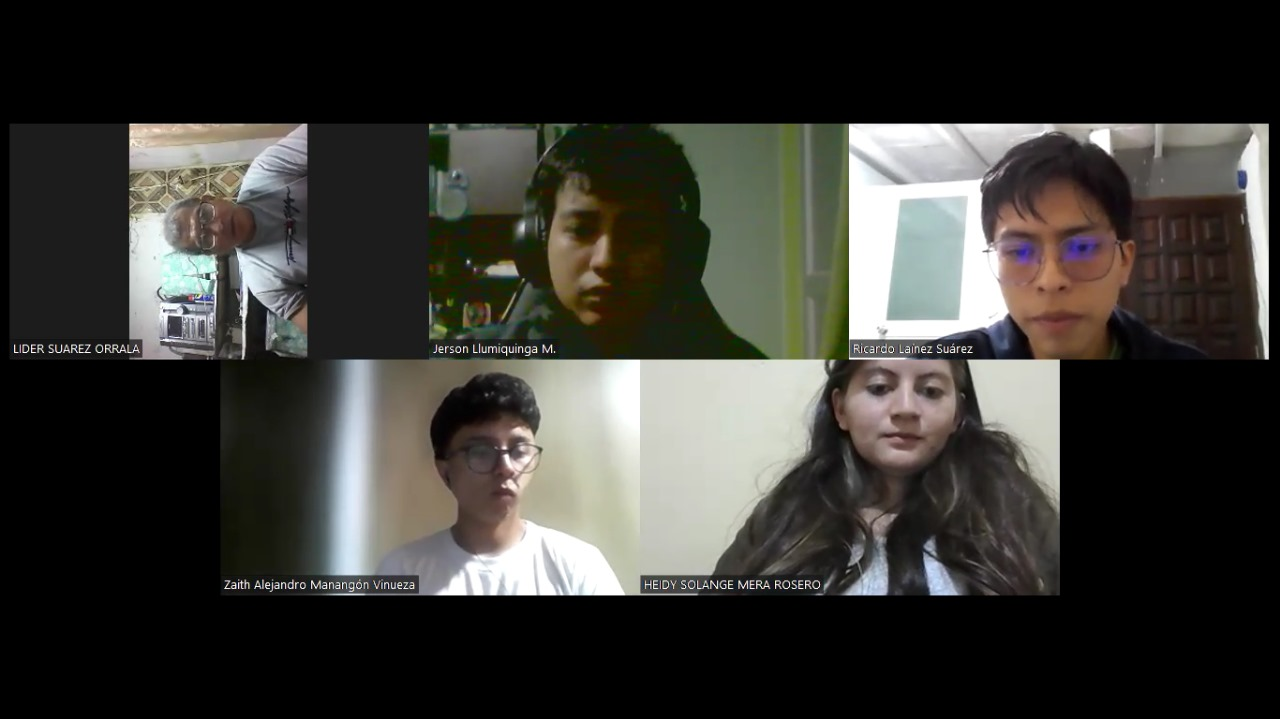 LIDER SUAREZ ORRALA
Jerson Llumiquinga M.
Ricardo Laínez Suárez
Zaith Alejandro Manangón Vinueza
HEIDY SOLANGE MERA ROSERO